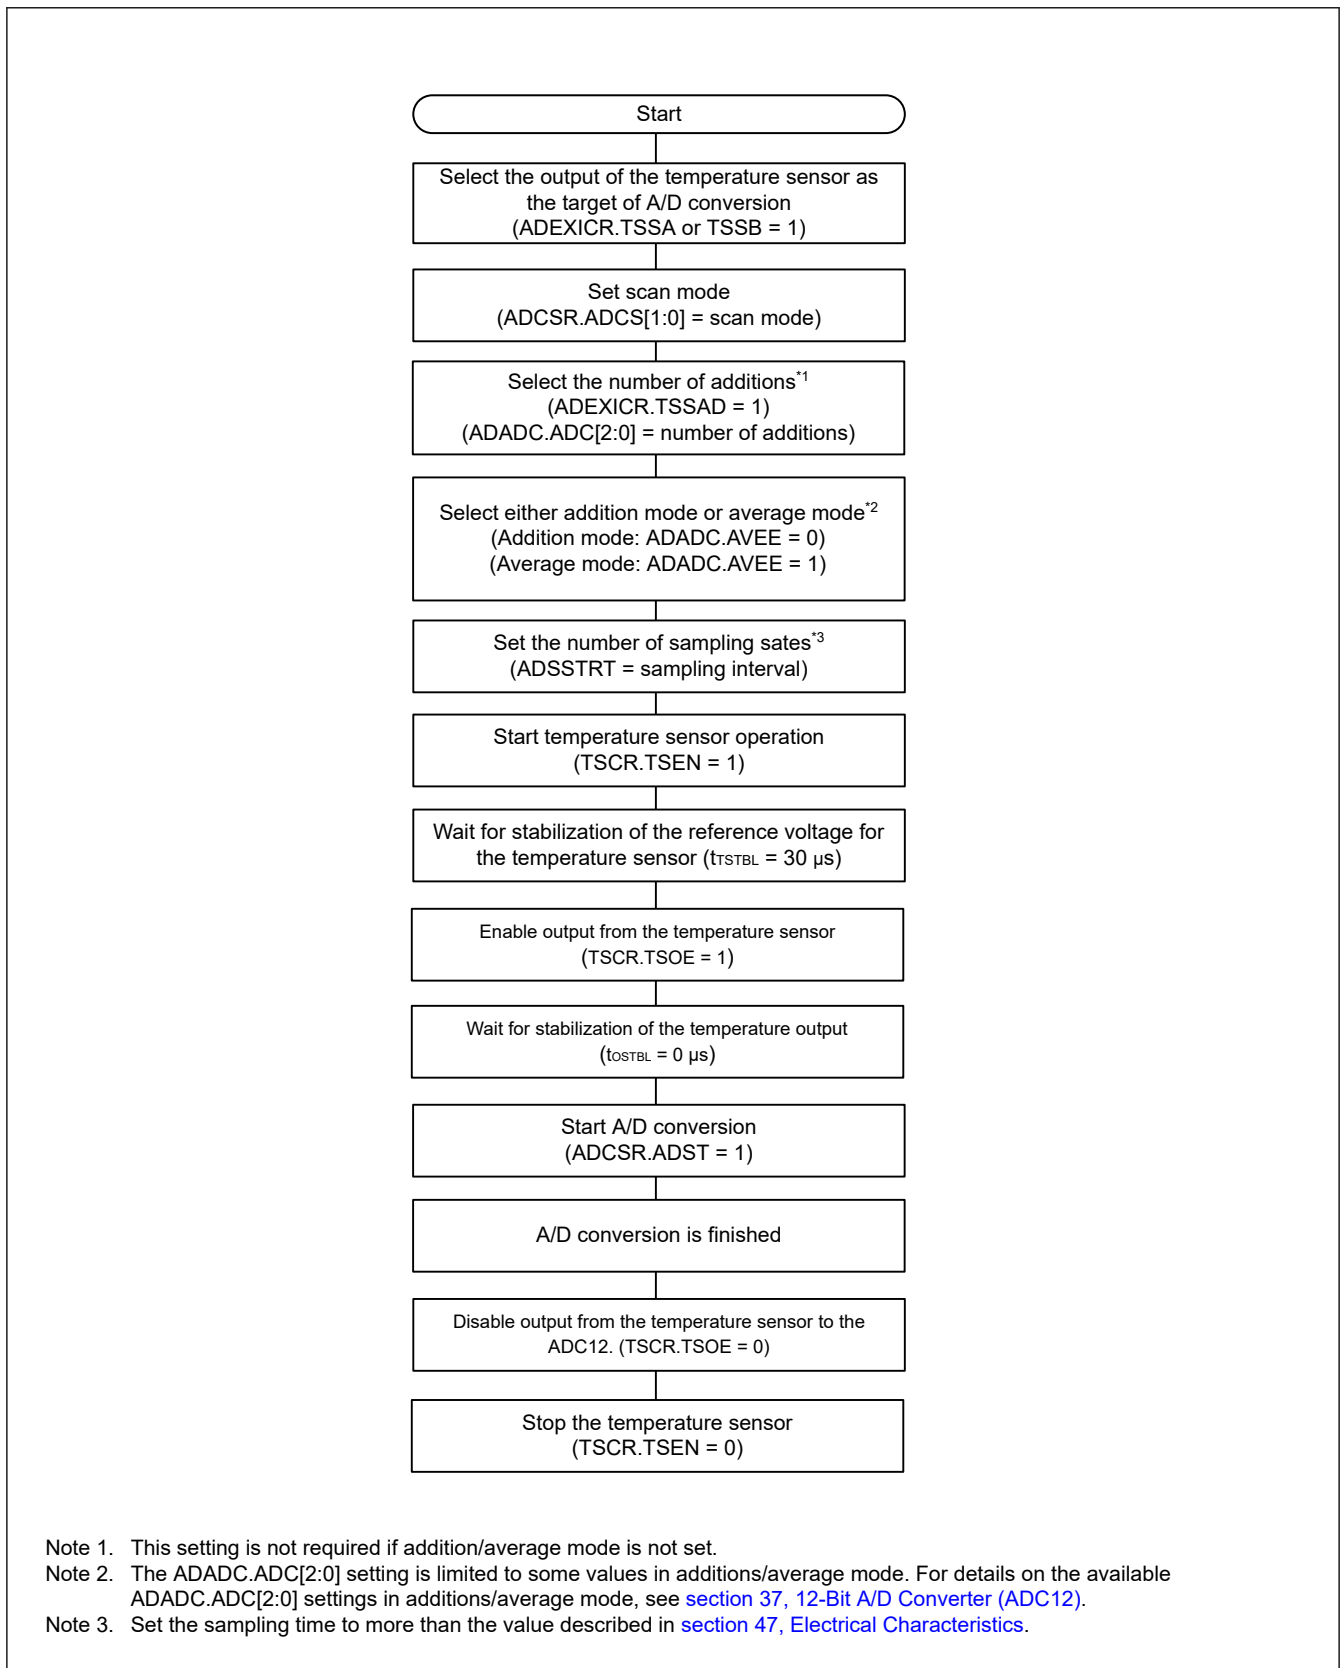 Start
Select the output of the temperature sensor as
the target of A/D conversion
(ADEXICR.TSSA or TSSB = 1)
Set scan mode
(ADCSR.ADCS[1:0] = scan mode)
Select the number of additions*1
(ADEXICR.TSSAD = 1)
(ADADC.ADC[2:0] = number of additions)
Select either addition mode or average mode*2
(Addition mode: ADADC.AVEE = 0)
(Average mode: ADADC.AVEE = 1)
Set the number of sampling sates*3
(ADSSTRT = sampling interval)
Start temperature sensor operation
(TSCR.TSEN = 1)
Wait for stabilization of the reference voltage for
the temperature sensor (tTSTBL = 30 µs)
Enable output from the temperature sensor
(TSCR.TSOE = 1)
Wait for stabilization of the temperature output
(tOSTBL = 0 µs)
Start A/D conversion
(ADCSR.ADST = 1)
A/D conversion is finished
Disable output from the temperature sensor to the
ADC12. (TSCR.TSOE = 0)
Stop the temperature sensor
(TSCR.TSEN = 0)
Note 1. This setting is not required if addition/average mode is not set.
Note 2. The ADADC.ADC[2:0] setting is limited to some values in additions/average mode. For details on the available
ADADC.ADC[2:0] settings in additions/average mode, see section 37, 12-Bit A/D Converter (ADC12).
Note 3. Set the sampling time to more than the value described in section 47, Electrical Characteristics.